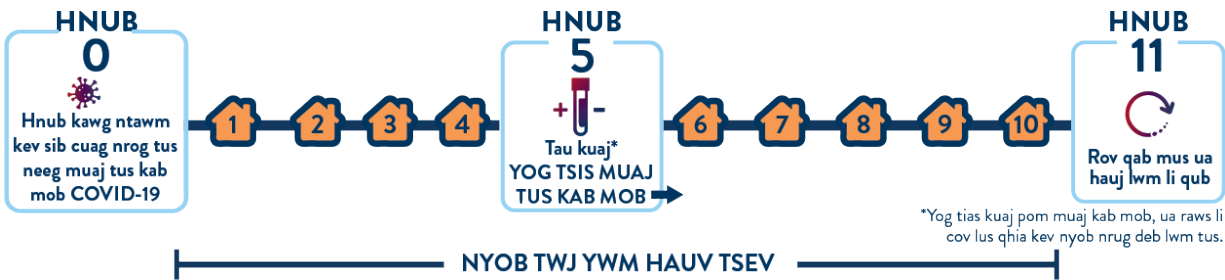 HNUB
0
Hnub kawg ntawm
kev sib cuag nrog tus
neeg muaj tus kab
mob COVID-19
1
2
3
4
HNUB
5
+ -
Tau kuaj*
YOG TSIS MUAJ
TUS KAB MOB
6
7
8
9
10
HNUB
11
Rov qab mus ua
hauj lwm li qub
*Yog tias kuaj pom muaj kab mob, ua raws li
cov lus qhia kev nyob nrug deb lwm tus.
NYOB TWJ YWM HAUV TSEV